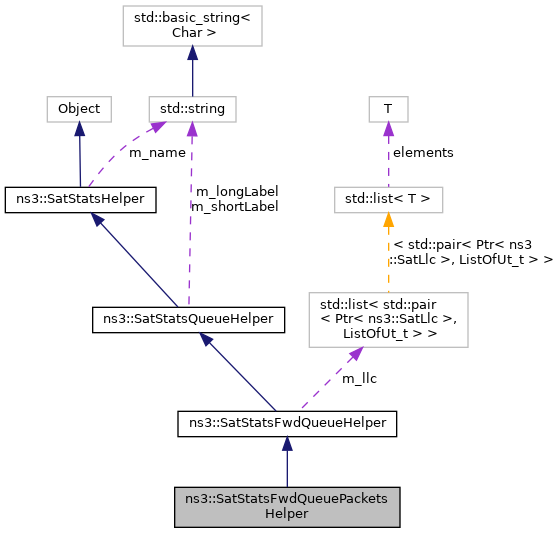 std::basic_string<
Char >
Object
std::string
T
m_name
elements
ns3::SatStatsHelper
m_longLabel
m_shortLabel
std::list< T >
< std::pair< Ptr< ns3
::SatLlc >, ListOfUt_t > >
ns3::SatStatsQueueHelper
std::list< std::pair
< Ptr< ns3::SatLlc >,
ListOfUt_t > >
m_llc
ns3::SatStatsFwdQueueHelper
ns3::SatStatsFwdQueuePackets
Helper